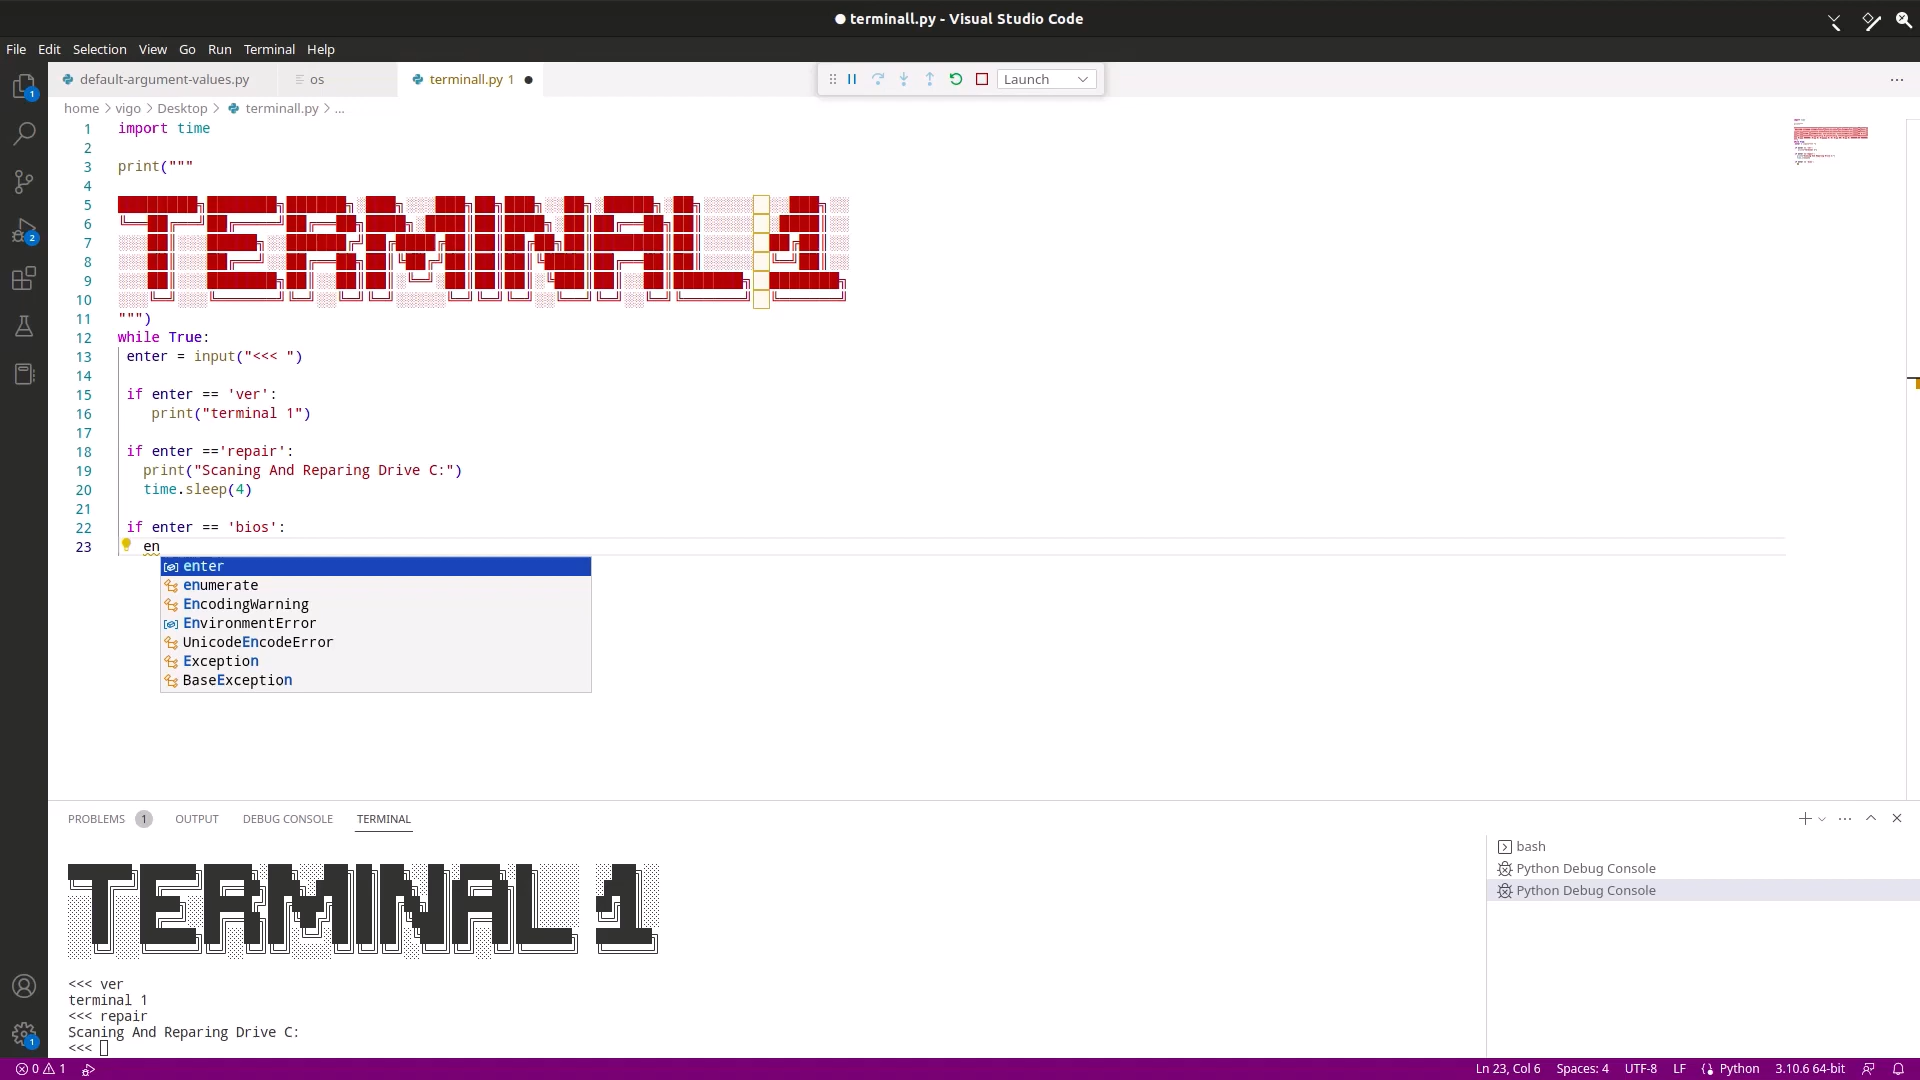 terminall.py - Visual Studio Code
File Edit Selection View Go Run Terminal Help
default-argument-values.py
os
terminall.py 1
Launch
home > vigo > Desktop > terminall.py > ...
1 import time
2
3 print("""
4
5
6
7
8
9
10
TERMINAL 1
11 """)
12 while True:
13 enter = input("<<< ")
14
15 if enter == 'ver':
16 print("terminal 1")
17
18 if enter =='repair':
19 print("Scaning And Reparing Drive C:")
20 time.sleep(4)
21
22 if enter == 'bios':
23 en
enter
enumerate
EncodingWarning
EnvironmentError
UnicodeEncodeError
Exception
BaseException
1
2
1
PROBLEMS 1 OUTPUT DEBUG CONSOLE TERMINAL
TERMINAL 1
<<< ver
terminal 1
<<< repair
Scaning And Reparing Drive C:
<<<
bash
Python Debug Console
Python Debug Console
0 1
Ln 23, Col 6 Spaces: 4 UTF-8 LF Python 3.10.6 64-bit